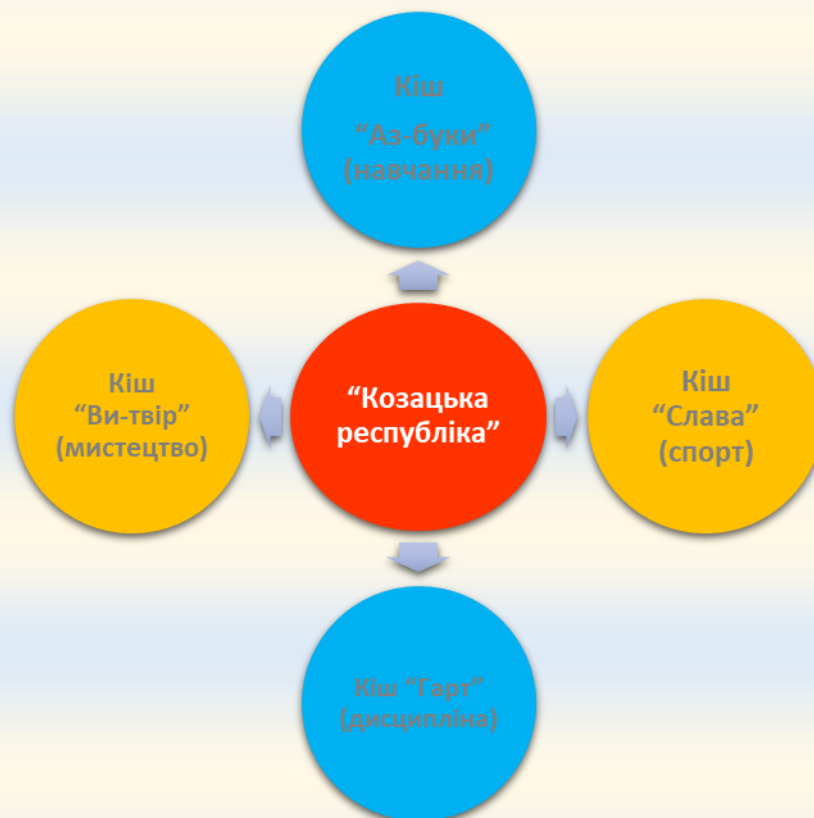 Кіш
“Аз-буки”
(навчання)
Кіш
“Ви-твір”
(мистецтво)
“Козацька
республіка”
Кіш
“Слава”
(спорт)
Кіш “Гарт”
(дисципліна)